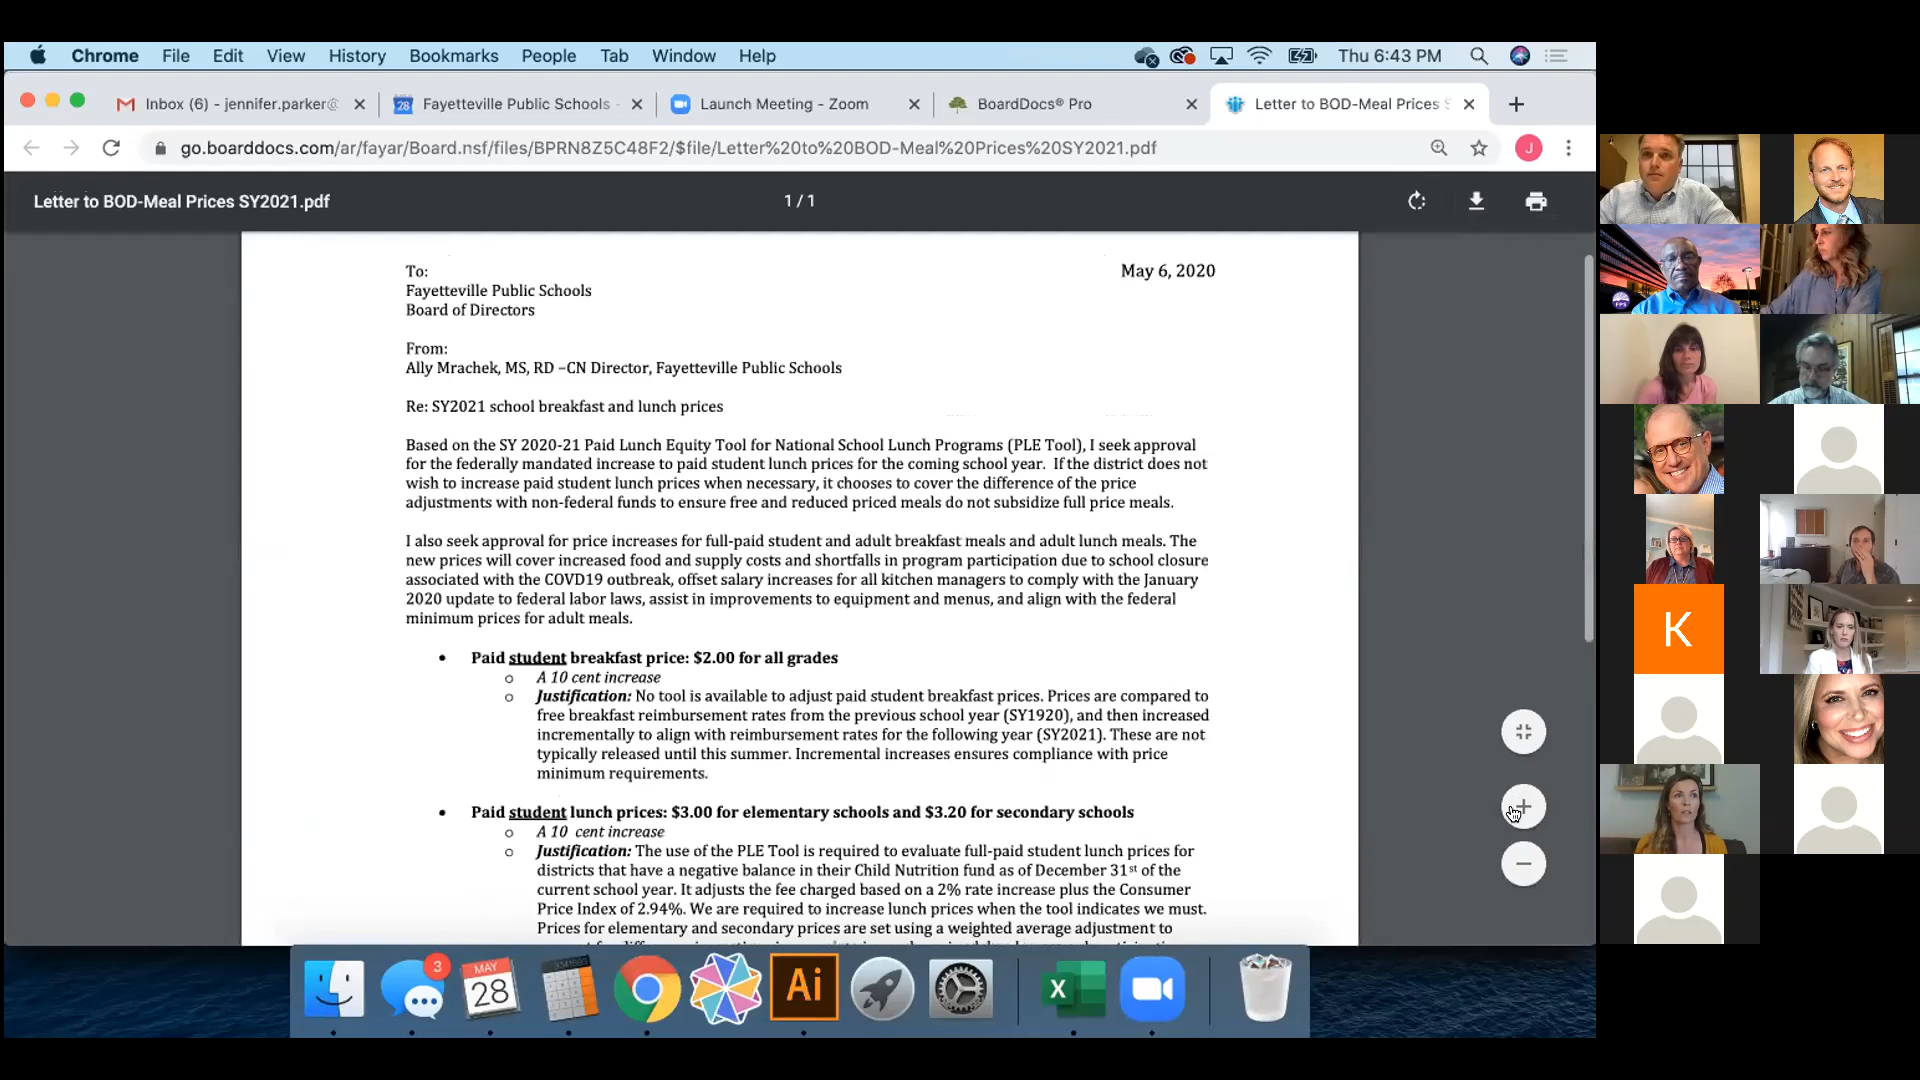 Chrome File Edit View History Bookmarks People Tab Window Help Thu 6:43 PM
Inbox (6) - jennifer.parker@ Fayetteville Public Schools - Launch Meeting - Zoom BoardDocs® Pro Letter to BOD-Meal Prices S
28
go.boarddocs.com/ar/fayar/Board.nsf/files/BPRN8Z5C48F2/$file/Letter%20to%20BOD-Meal%20Prices%20SY2021.pdf J
Letter to BOD-Meal Prices SY2021.pdf 1 / 1
To: May 6, 2020
Fayetteville Public Schools
Board of Directors
From:
Ally Mrachek, MS, RD –CN Director, Fayetteville Public Schools
Re: SY2021 school breakfast and lunch prices
Based on the SY 2020-21 Paid Lunch Equity Tool for National School Lunch Programs (PLE Tool), I seek approval
for the federally mandated increase to paid student lunch prices for the coming school year. If the district does not
wish to increase paid student lunch prices when necessary, it chooses to cover the difference of the price
adjustments with non-federal funds to ensure free and reduced priced meals do not subsidize full price meals.
I also seek approval for price increases for full-paid student and adult breakfast meals and adult lunch meals. The
new prices will cover increased food and supply costs and shortfalls in program participation due to school closure
associated with the COVD19 outbreak, offset salary increases for all kitchen managers to comply with the January
2020 update to federal labor laws, assist in improvements to equipment and menus, and align with the federal
minimum prices for adult meals.
• Paid student breakfast price: $2.00 for all grades
o A 10 cent increase
o Justification: No tool is available to adjust paid student breakfast prices. Prices are compared to
free breakfast reimbursement rates from the previous school year (SY1920), and then increased
incrementally to align with reimbursement rates for the following year (SY2021). These are not
typically released until this summer. Incremental increases ensures compliance with price
minimum requirements.
• Paid student lunch prices: $3.00 for elementary schools and $3.20 for secondary schools
o A 10 cent increase
o Justification: The use of the PLE Tool is required to evaluate full-paid student lunch prices for
districts that have a negative balance in their Child Nutrition fund as of December 31st of the
current school year. It adjusts the fee charged based on a 2% rate increase plus the Consumer
Price Index of 2.94%. We are required to increase lunch prices when the tool indicates we must.
Prices for elementary and secondary prices are set using a weighted average adjustment to
3
MAY
28
Ai
X
FPS
K